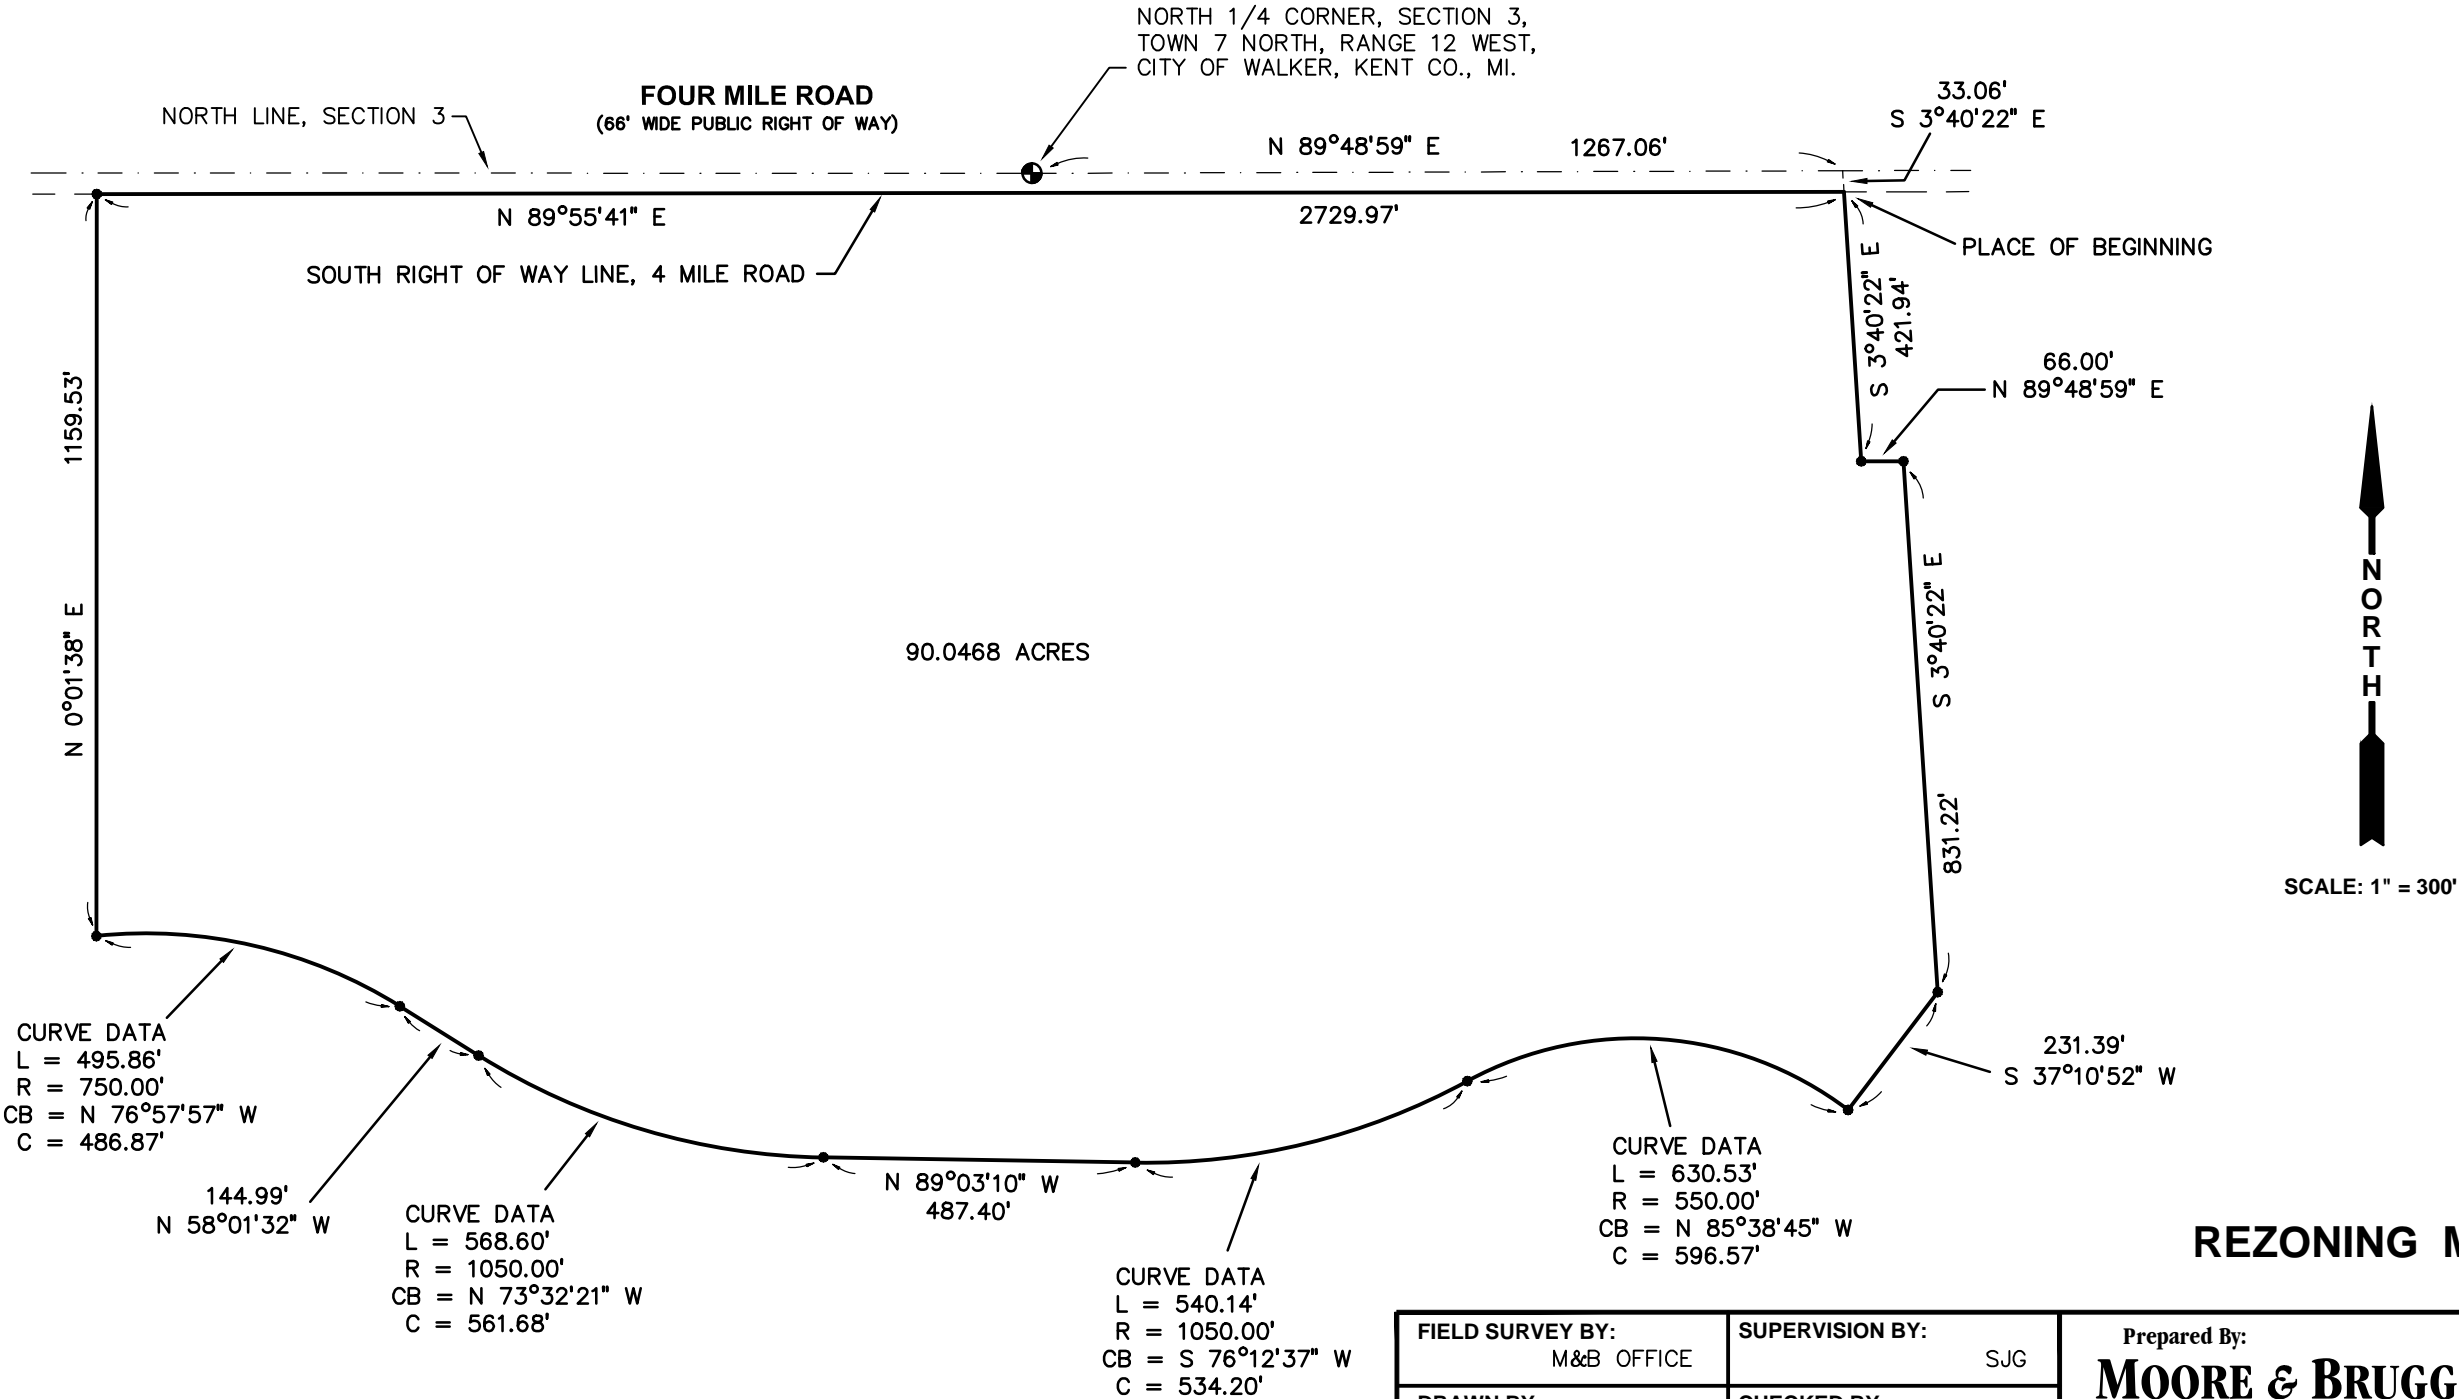 NORTH 1/4 CORNER, SECTION 3,
TOWN 7 NORTH, RANGE 12 WEST,
CITY OF WALKER, KENT CO., MI.
FOUR MILE ROAD
(66' WIDE PUBLIC RIGHT OF WAY)
NORTH LINE, SECTION 3
33.06'
S 3°40'22" E
N 89°48'59" E 1267.06'
N 89°55'41" E 2729.97'
SOUTH RIGHT OF WAY LINE, 4 MILE ROAD
PLACE OF BEGINNING
S 3°40'22" E
421.94'
66.00'
N 89°48'59" E
N 0°01'38" E 1159.53'
90.0468 ACRES
S 3°40'22" E
831.22'
NORTH
SCALE: 1" = 300'
CURVE DATA
L = 495.86'
R = 750.00'
CB = N 76°57'57" W
C = 486.87'
144.99'
N 58°01'32" W
CURVE DATA
L = 568.60'
R = 1050.00'
CB = N 73°32'21" W
C = 561.68'
N 89°03'10" W
487.40'
CURVE DATA
L = 540.14'
R = 1050.00'
CB = S 76°12'37" W
C = 534.20'
CURVE DATA
L = 630.53'
R = 550.00'
CB = N 85°38'45" W
C = 596.57'
231.39'
S 37°10'52" W
REZONING M
FIELD SURVEY BY:
M&B OFFICE
SUPERVISION BY:
SJG
Prepared By:
MOORE & BRUGG